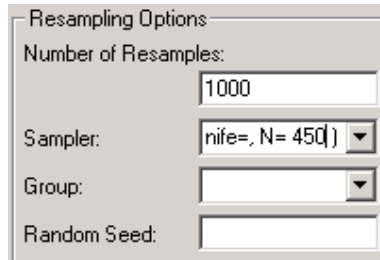 Resampling Options
Number of Resamples:
1000
Sampler: nife=, N= 450)
Group:
Random Seed: